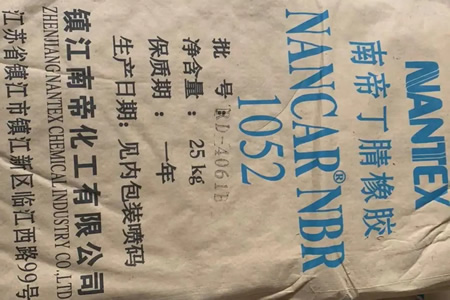 NANTEX
南帝丁腈橡胶
NANCAR® NBR
1052
批 号:
净含量: 25kg
保质期: 一年
生产日期: 见内包装喷码
镇江南帝化工有限公司
ZHENJIANG NANTEX CHEMICAL INDUSTRY CO.,LTD
江苏省镇江市镇江新区临江西路99号